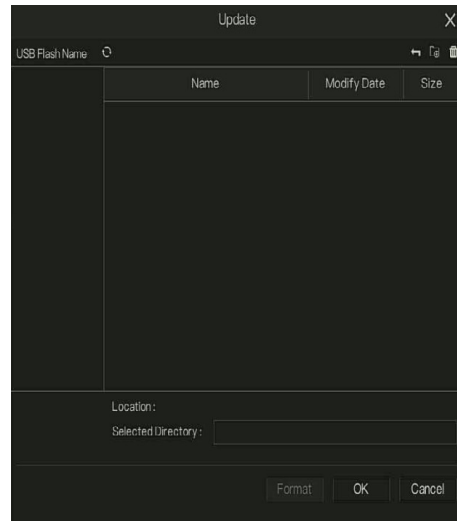 Update
USB Flash Name
Name Modify Date Size
Location :
Selected Directory :
Format OK Cancel